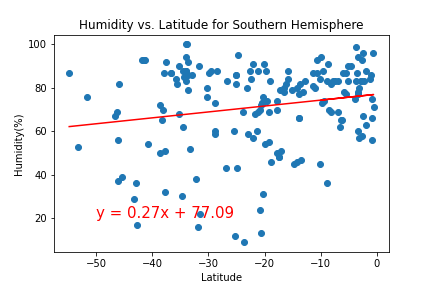 Humidity vs. Latitude for Southern Hemisphere
100
80
60
40
20
Humidity(%)
y = 0.27x + 77.09
−50 −40 −30 −20 −10 0
Latitude